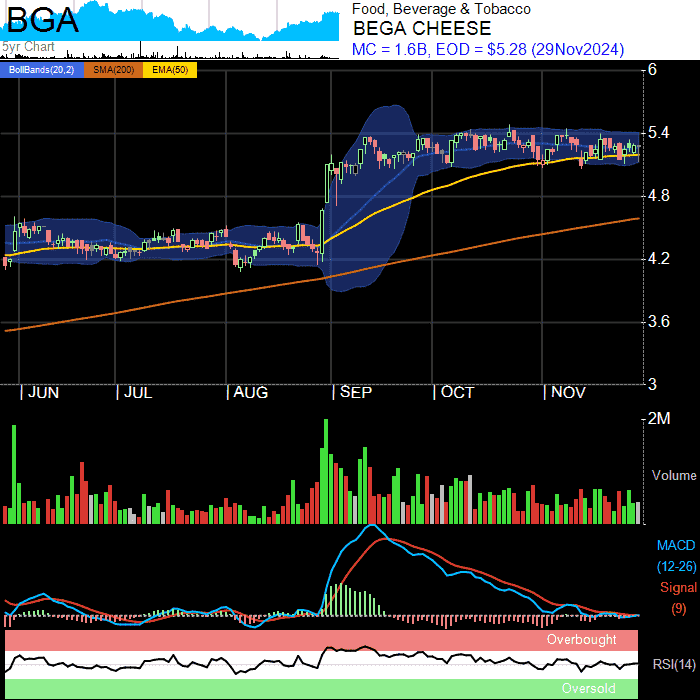 BGA
5yr Chart
Food, Beverage & Tobacco
BEGA CHEESE
MC = 1.6B, EOD = $5.28 (29Nov2024)
BollBands(20,2) SMA(200) EMA(50)
6
5.4
4.8
4.2
3.6
3
JUN JUL AUG SEP OCT NOV
2M
Volume
MACD
(12-26)
Signal
(9)
Overbought
RSI(14)
Oversold